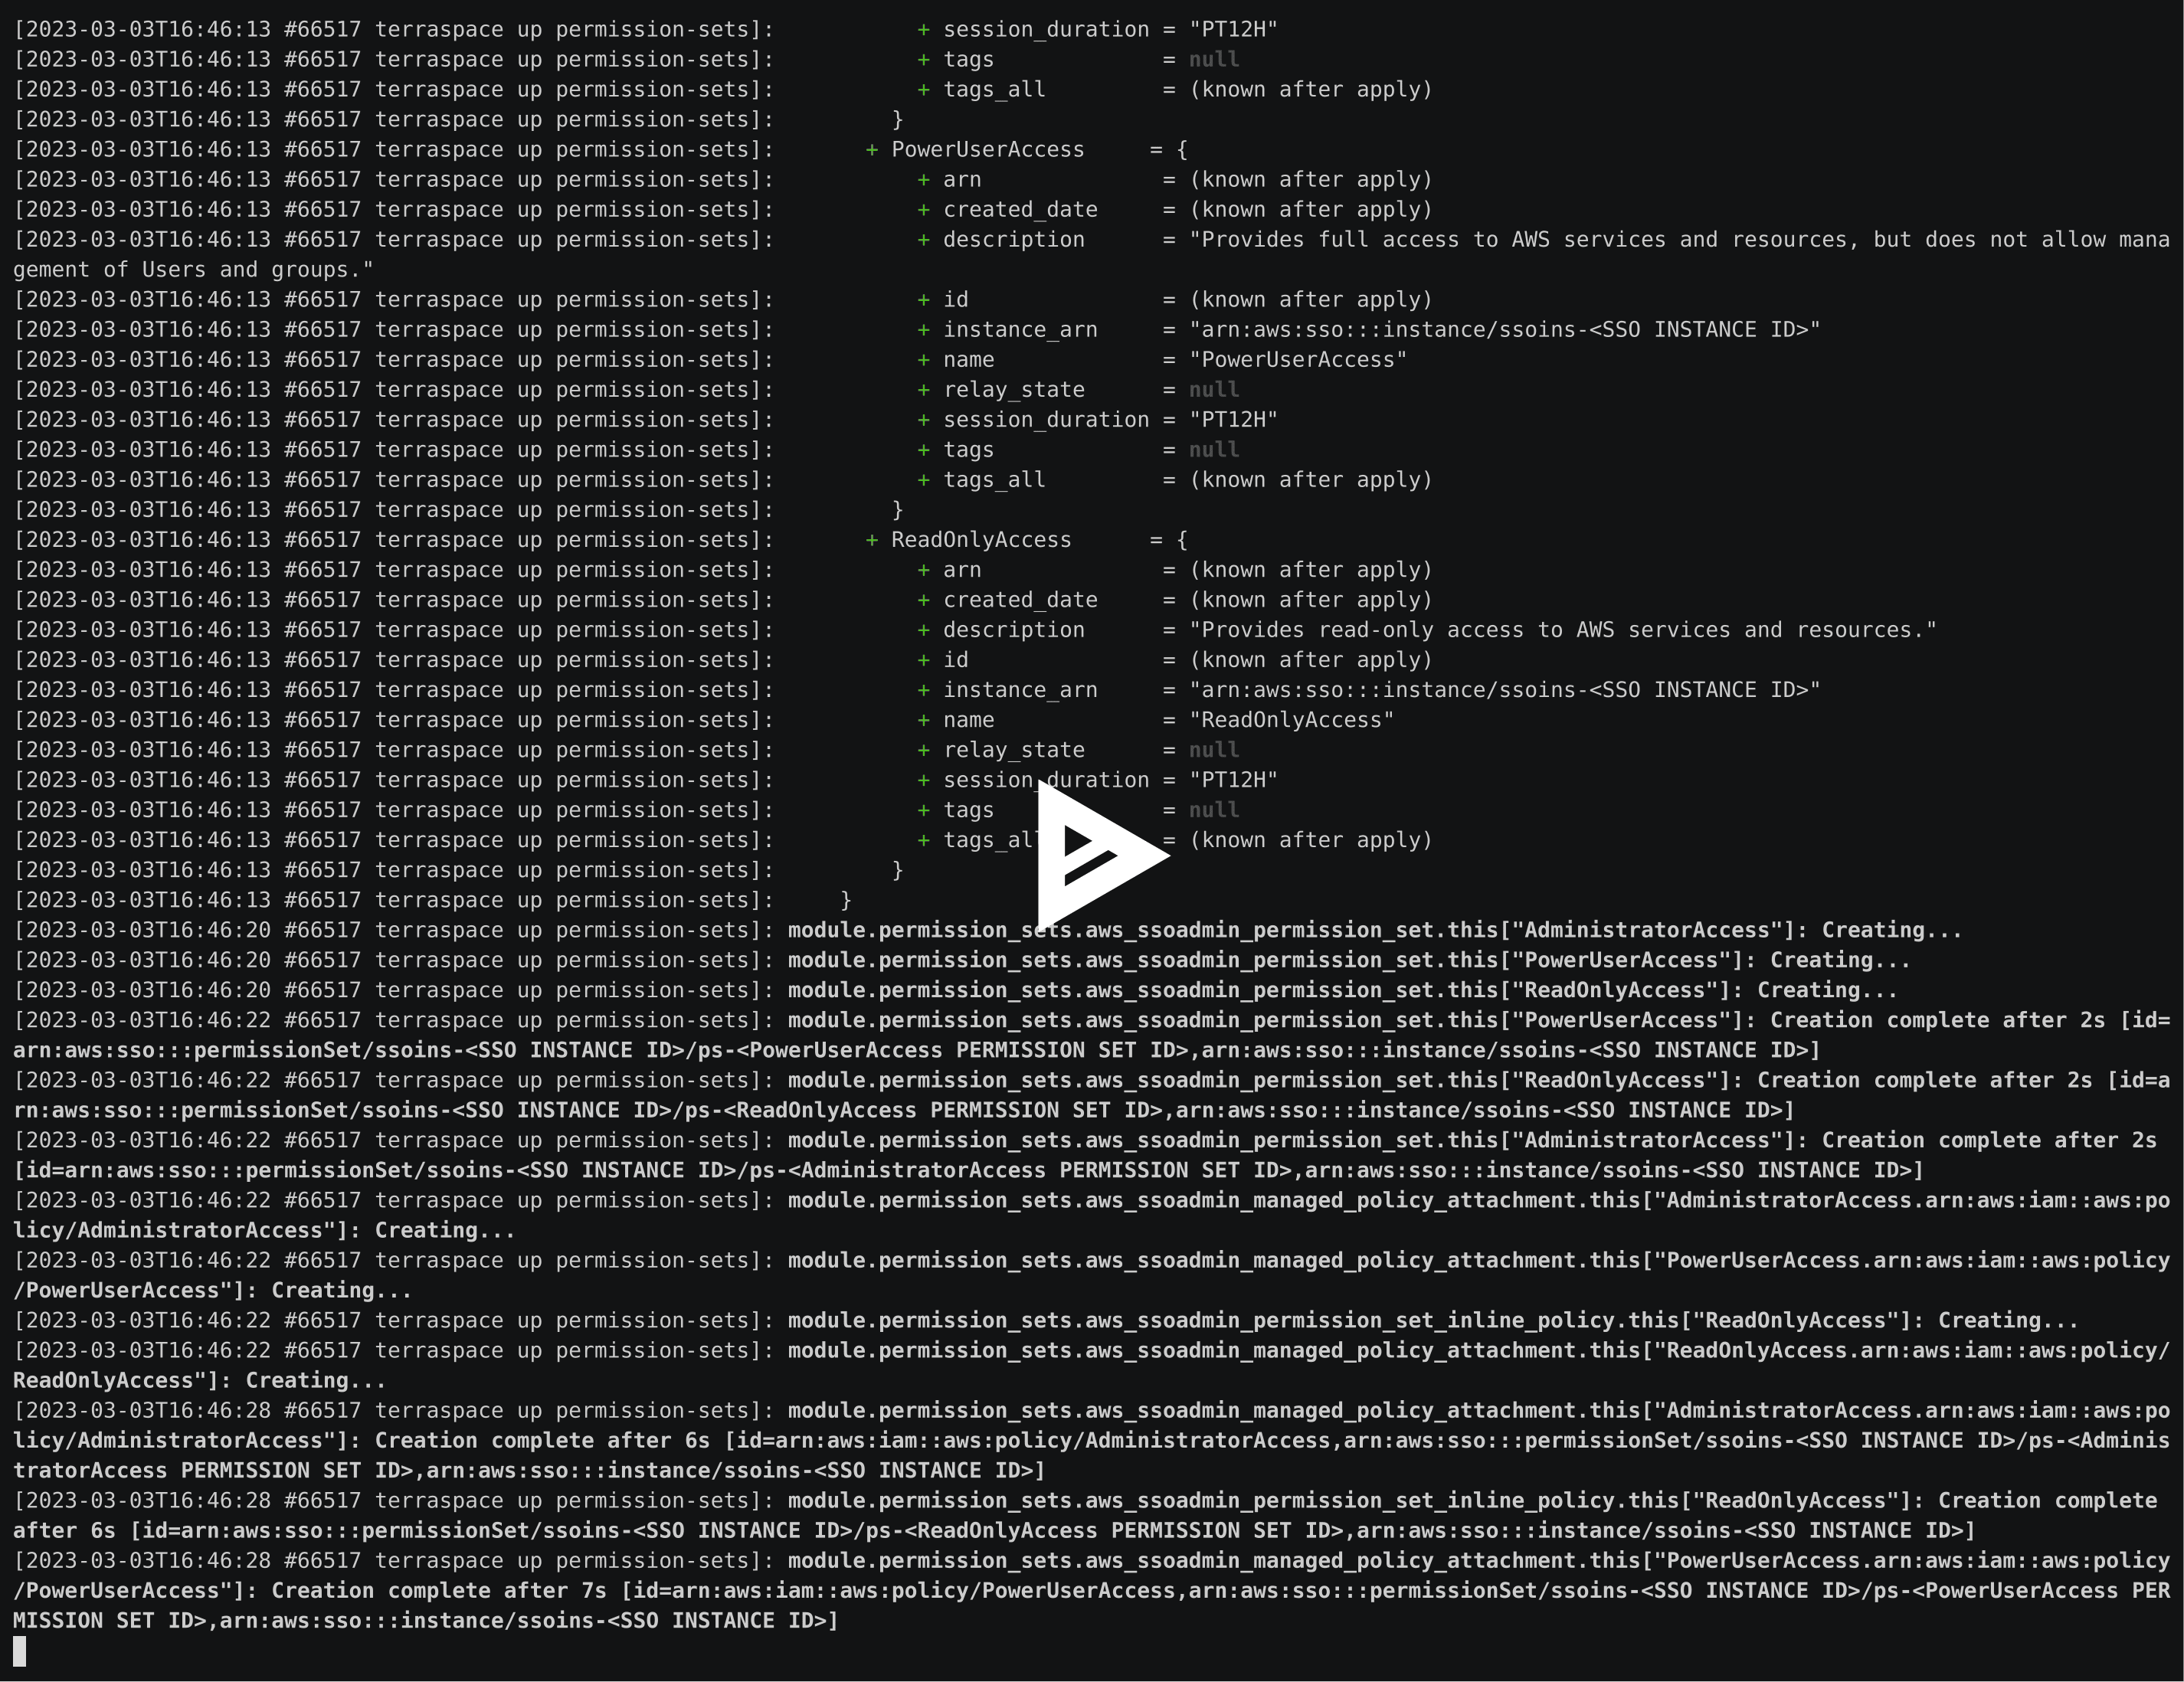 [2023-03-03T16:46:13 #66517 terraspace up permission-sets]:           + session_duration = "PT12H"
[2023-03-03T16:46:13 #66517 terraspace up permission-sets]:           + tags             = null
[2023-03-03T16:46:13 #66517 terraspace up permission-sets]:           + tags_all         = (known after apply)
[2023-03-03T16:46:13 #66517 terraspace up permission-sets]:         }
[2023-03-03T16:46:13 #66517 terraspace up permission-sets]:       + PowerUserAccess     = {
[2023-03-03T16:46:13 #66517 terraspace up permission-sets]:           + arn              = (known after apply)
[2023-03-03T16:46:13 #66517 terraspace up permission-sets]:           + created_date     = (known after apply)
[2023-03-03T16:46:13 #66517 terraspace up permission-sets]:           + description      = "Provides full access to AWS services and resources, but does not allow mana
gement of Users and groups."
[2023-03-03T16:46:13 #66517 terraspace up permission-sets]:           + id               = (known after apply)
[2023-03-03T16:46:13 #66517 terraspace up permission-sets]:           + instance_arn     = "arn:aws:sso:::instance/ssoins-<SSO INSTANCE ID>"
[2023-03-03T16:46:13 #66517 terraspace up permission-sets]:           + name             = "PowerUserAccess"
[2023-03-03T16:46:13 #66517 terraspace up permission-sets]:           + relay_state      = null
[2023-03-03T16:46:13 #66517 terraspace up permission-sets]:           + session_duration = "PT12H"
[2023-03-03T16:46:13 #66517 terraspace up permission-sets]:           + tags             = null
[2023-03-03T16:46:13 #66517 terraspace up permission-sets]:           + tags_all         = (known after apply)
[2023-03-03T16:46:13 #66517 terraspace up permission-sets]:         }
[2023-03-03T16:46:13 #66517 terraspace up permission-sets]:       + ReadOnlyAccess      = {
[2023-03-03T16:46:13 #66517 terraspace up permission-sets]:           + arn              = (known after apply)
[2023-03-03T16:46:13 #66517 terraspace up permission-sets]:           + created_date     = (known after apply)
[2023-03-03T16:46:13 #66517 terraspace up permission-sets]:           + description      = "Provides read-only access to AWS services and resources."
[2023-03-03T16:46:13 #66517 terraspace up permission-sets]:           + id               = (known after apply)
[2023-03-03T16:46:13 #66517 terraspace up permission-sets]:           + instance_arn     = "arn:aws:sso:::instance/ssoins-<SSO INSTANCE ID>"
[2023-03-03T16:46:13 #66517 terraspace up permission-sets]:           + name             = "ReadOnlyAccess"
[2023-03-03T16:46:13 #66517 terraspace up permission-sets]:           + relay_state      = null
[2023-03-03T16:46:13 #66517 terraspace up permission-sets]:           + session_duration = "PT12H"
[2023-03-03T16:46:13 #66517 terraspace up permission-sets]:           + tags             = null
[2023-03-03T16:46:13 #66517 terraspace up permission-sets]:           + tags_all         = (known after apply)
[2023-03-03T16:46:13 #66517 terraspace up permission-sets]:         }
[2023-03-03T16:46:13 #66517 terraspace up permission-sets]:     }
[2023-03-03T16:46:20 #66517 terraspace up permission-sets]: module.permission_sets.aws_ssoadmin_permission_set.this["AdministratorAccess"]: Creating...
[2023-03-03T16:46:20 #66517 terraspace up permission-sets]: module.permission_sets.aws_ssoadmin_permission_set.this["PowerUserAccess"]: Creating...
[2023-03-03T16:46:20 #66517 terraspace up permission-sets]: module.permission_sets.aws_ssoadmin_permission_set.this["ReadOnlyAccess"]: Creating...
[2023-03-03T16:46:22 #66517 terraspace up permission-sets]: module.permission_sets.aws_ssoadmin_permission_set.this["PowerUserAccess"]: Creation complete after 2s [id=
arn:aws:sso:::permissionSet/ssoins-<SSO INSTANCE ID>/ps-<PowerUserAccess PERMISSION SET ID>,arn:aws:sso:::instance/ssoins-<SSO INSTANCE ID>]
[2023-03-03T16:46:22 #66517 terraspace up permission-sets]: module.permission_sets.aws_ssoadmin_permission_set.this["ReadOnlyAccess"]: Creation complete after 2s [id=a
rn:aws:sso:::permissionSet/ssoins-<SSO INSTANCE ID>/ps-<ReadOnlyAccess PERMISSION SET ID>,arn:aws:sso:::instance/ssoins-<SSO INSTANCE ID>]
[2023-03-03T16:46:22 #66517 terraspace up permission-sets]: module.permission_sets.aws_ssoadmin_permission_set.this["AdministratorAccess"]: Creation complete after 2s
[id=arn:aws:sso:::permissionSet/ssoins-<SSO INSTANCE ID>/ps-<AdministratorAccess PERMISSION SET ID>,arn:aws:sso:::instance/ssoins-<SSO INSTANCE ID>]
[2023-03-03T16:46:22 #66517 terraspace up permission-sets]: module.permission_sets.aws_ssoadmin_managed_policy_attachment.this["AdministratorAccess.arn:aws:iam::aws:po
licy/AdministratorAccess"]: Creating...
[2023-03-03T16:46:22 #66517 terraspace up permission-sets]: module.permission_sets.aws_ssoadmin_managed_policy_attachment.this["PowerUserAccess.arn:aws:iam::aws:policy
/PowerUserAccess"]: Creating...
[2023-03-03T16:46:22 #66517 terraspace up permission-sets]: module.permission_sets.aws_ssoadmin_permission_set_inline_policy.this["ReadOnlyAccess"]: Creating...
[2023-03-03T16:46:22 #66517 terraspace up permission-sets]: module.permission_sets.aws_ssoadmin_managed_policy_attachment.this["ReadOnlyAccess.arn:aws:iam::aws:policy/
ReadOnlyAccess"]: Creating...
[2023-03-03T16:46:28 #66517 terraspace up permission-sets]: module.permission_sets.aws_ssoadmin_managed_policy_attachment.this["AdministratorAccess.arn:aws:iam::aws:po
licy/AdministratorAccess"]: Creation complete after 6s [id=arn:aws:iam::aws:policy/AdministratorAccess,arn:aws:sso:::permissionSet/ssoins-<SSO INSTANCE ID>/ps-<Adminis
tratorAccess PERMISSION SET ID>,arn:aws:sso:::instance/ssoins-<SSO INSTANCE ID>]
[2023-03-03T16:46:28 #66517 terraspace up permission-sets]: module.permission_sets.aws_ssoadmin_permission_set_inline_policy.this["ReadOnlyAccess"]: Creation complete
after 6s [id=arn:aws:sso:::permissionSet/ssoins-<SSO INSTANCE ID>/ps-<ReadOnlyAccess PERMISSION SET ID>,arn:aws:sso:::instance/ssoins-<SSO INSTANCE ID>]
[2023-03-03T16:46:28 #66517 terraspace up permission-sets]: module.permission_sets.aws_ssoadmin_managed_policy_attachment.this["PowerUserAccess.arn:aws:iam::aws:policy
/PowerUserAccess"]: Creation complete after 7s [id=arn:aws:iam::aws:policy/PowerUserAccess,arn:aws:sso:::permissionSet/ssoins-<SSO INSTANCE ID>/ps-<PowerUserAccess PER
MISSION SET ID>,arn:aws:sso:::instance/ssoins-<SSO INSTANCE ID>]